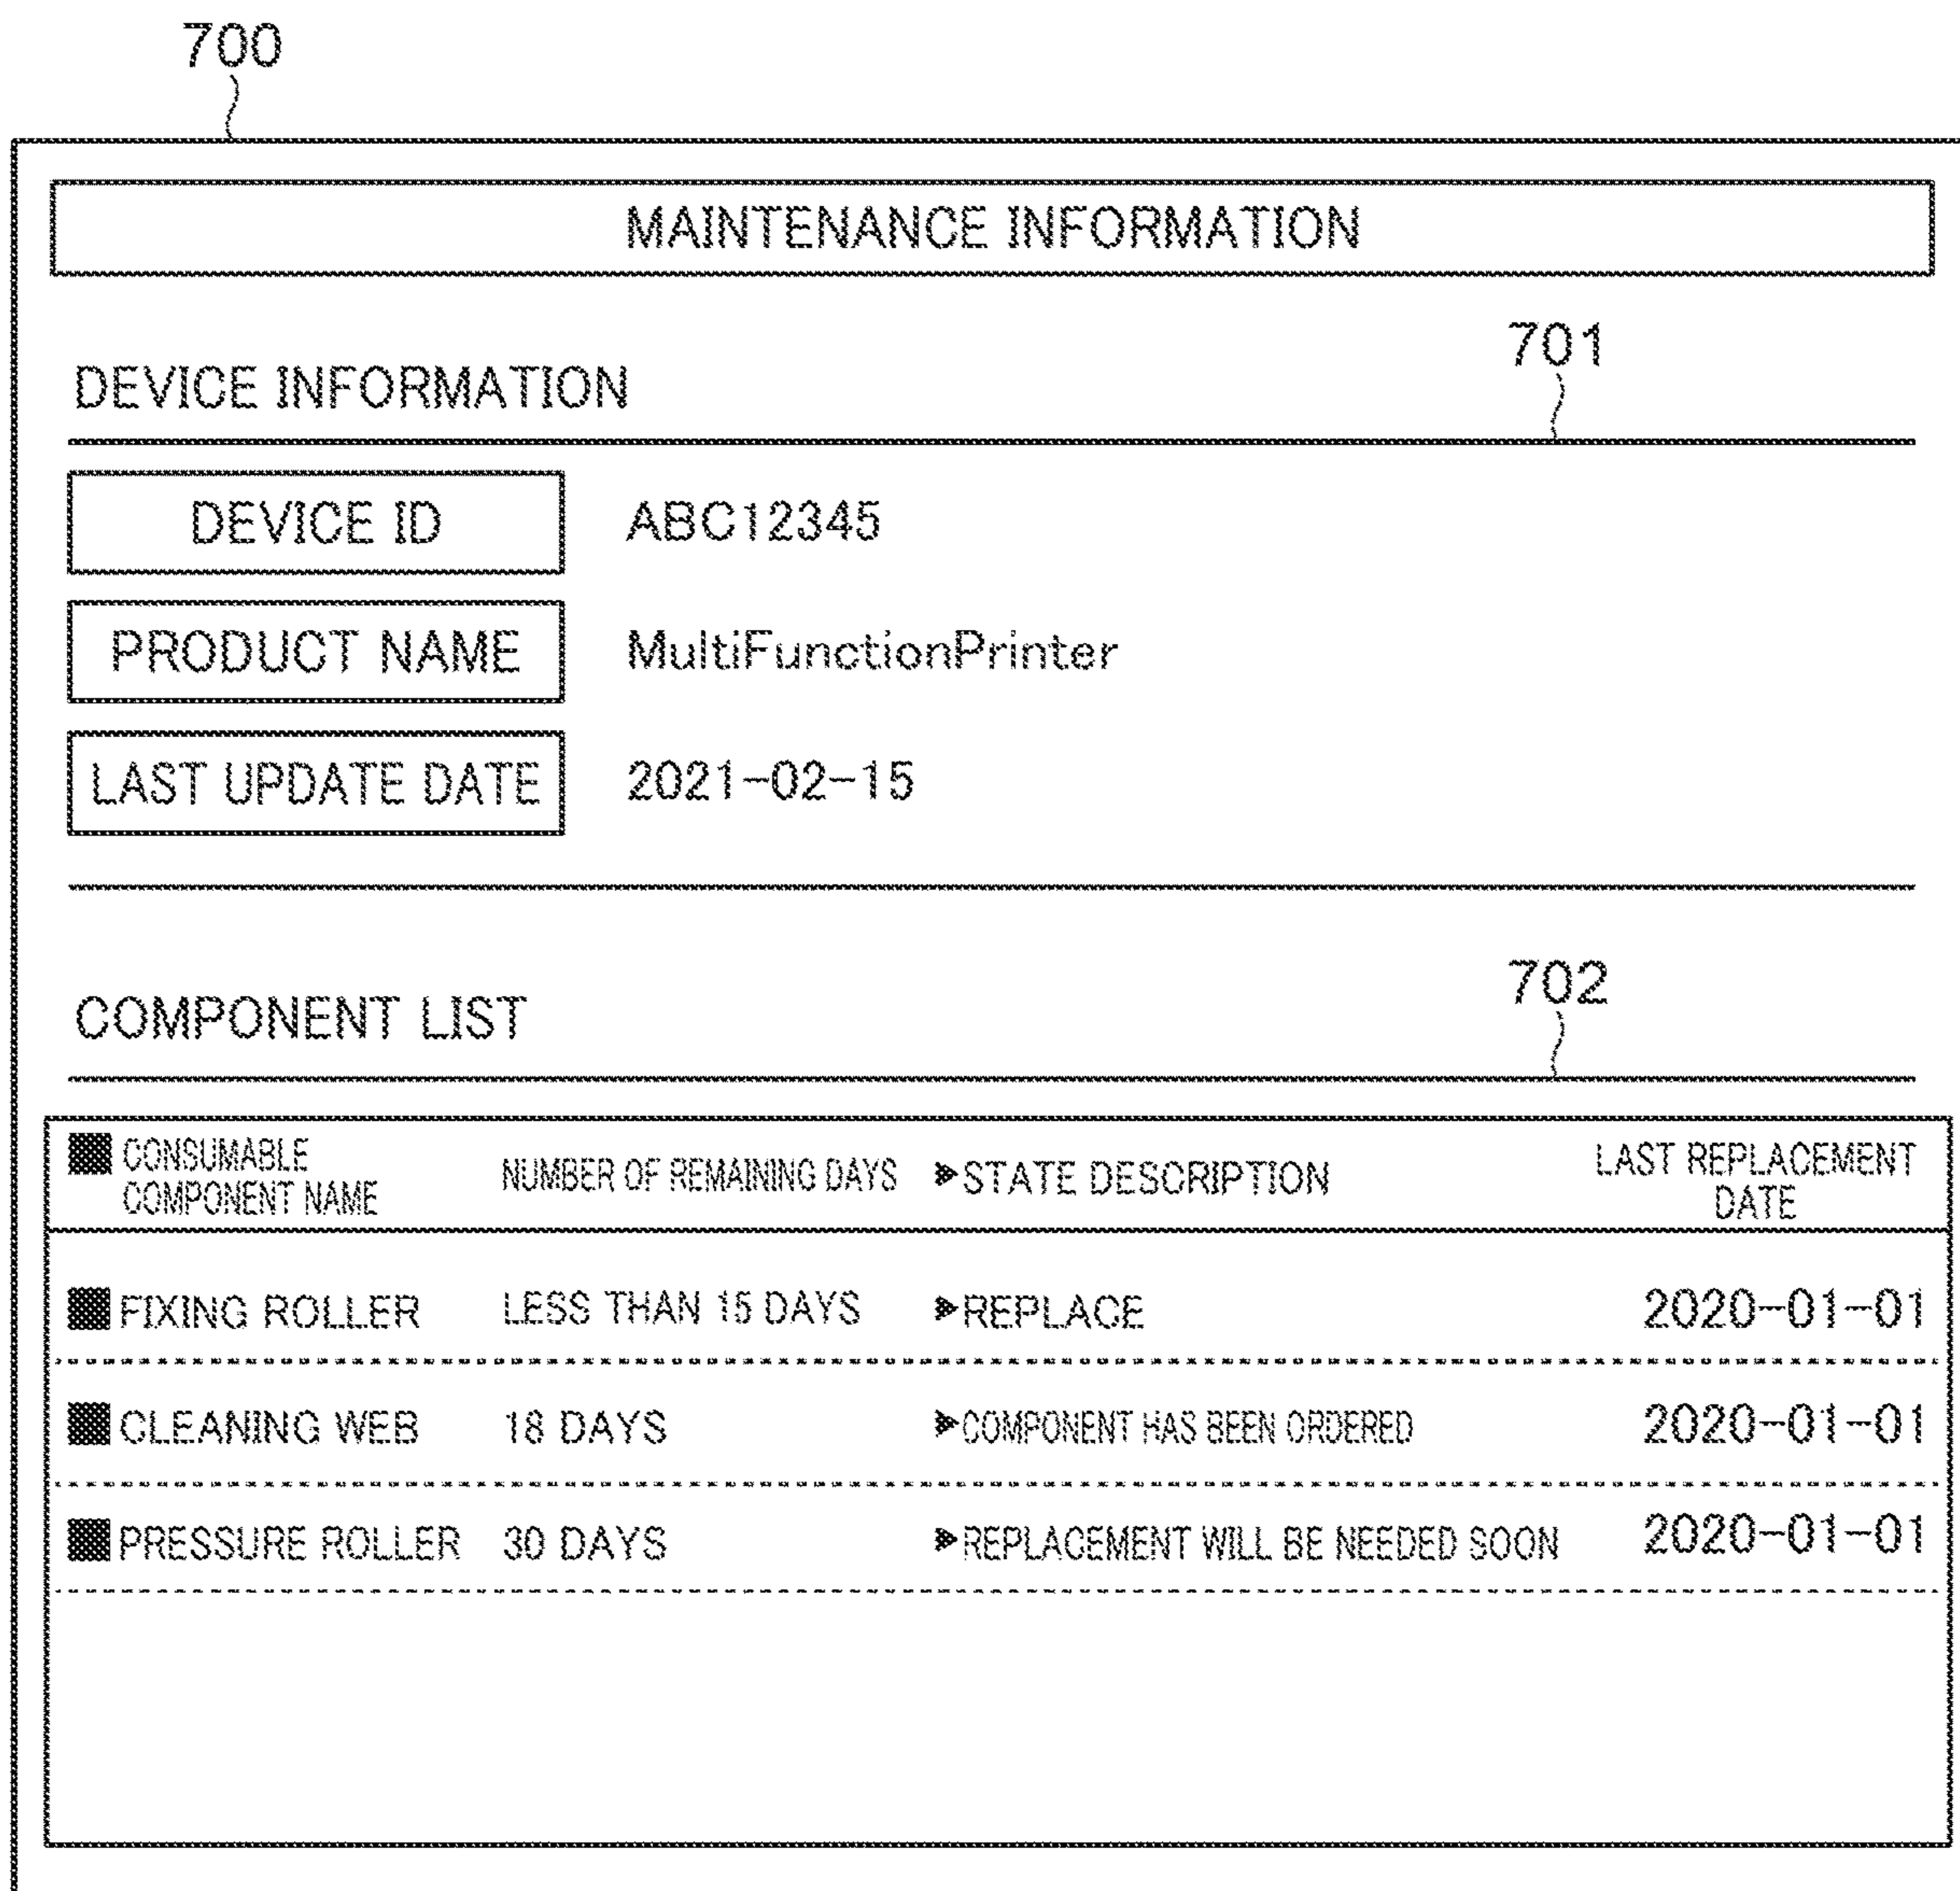 700
MAINTENANCE INFORMATION
701
DEVICE INFORMATION
DEVICE ID ABC12345
PRODUCT NAME MultiFunctionPrinter
LAST UPDATE DATE 2021-02-15
702
COMPONENT LIST
CONSUMABLE
COMPONENT NAME
NUMBER OF REMAINING DAYS
STATE DESCRIPTION
LAST REPLACEMENT
DATE
FIXING ROLLER LESS THAN 15 DAYS REPLACE 2020-01-01
CLEANING WEB 18 DAYS COMPONENT HAS BEEN ORDERED 2020-01-01
PRESSURE ROLLER 30 DAYS REPLACEMENT WILL BE NEEDED SOON 2020-01-01